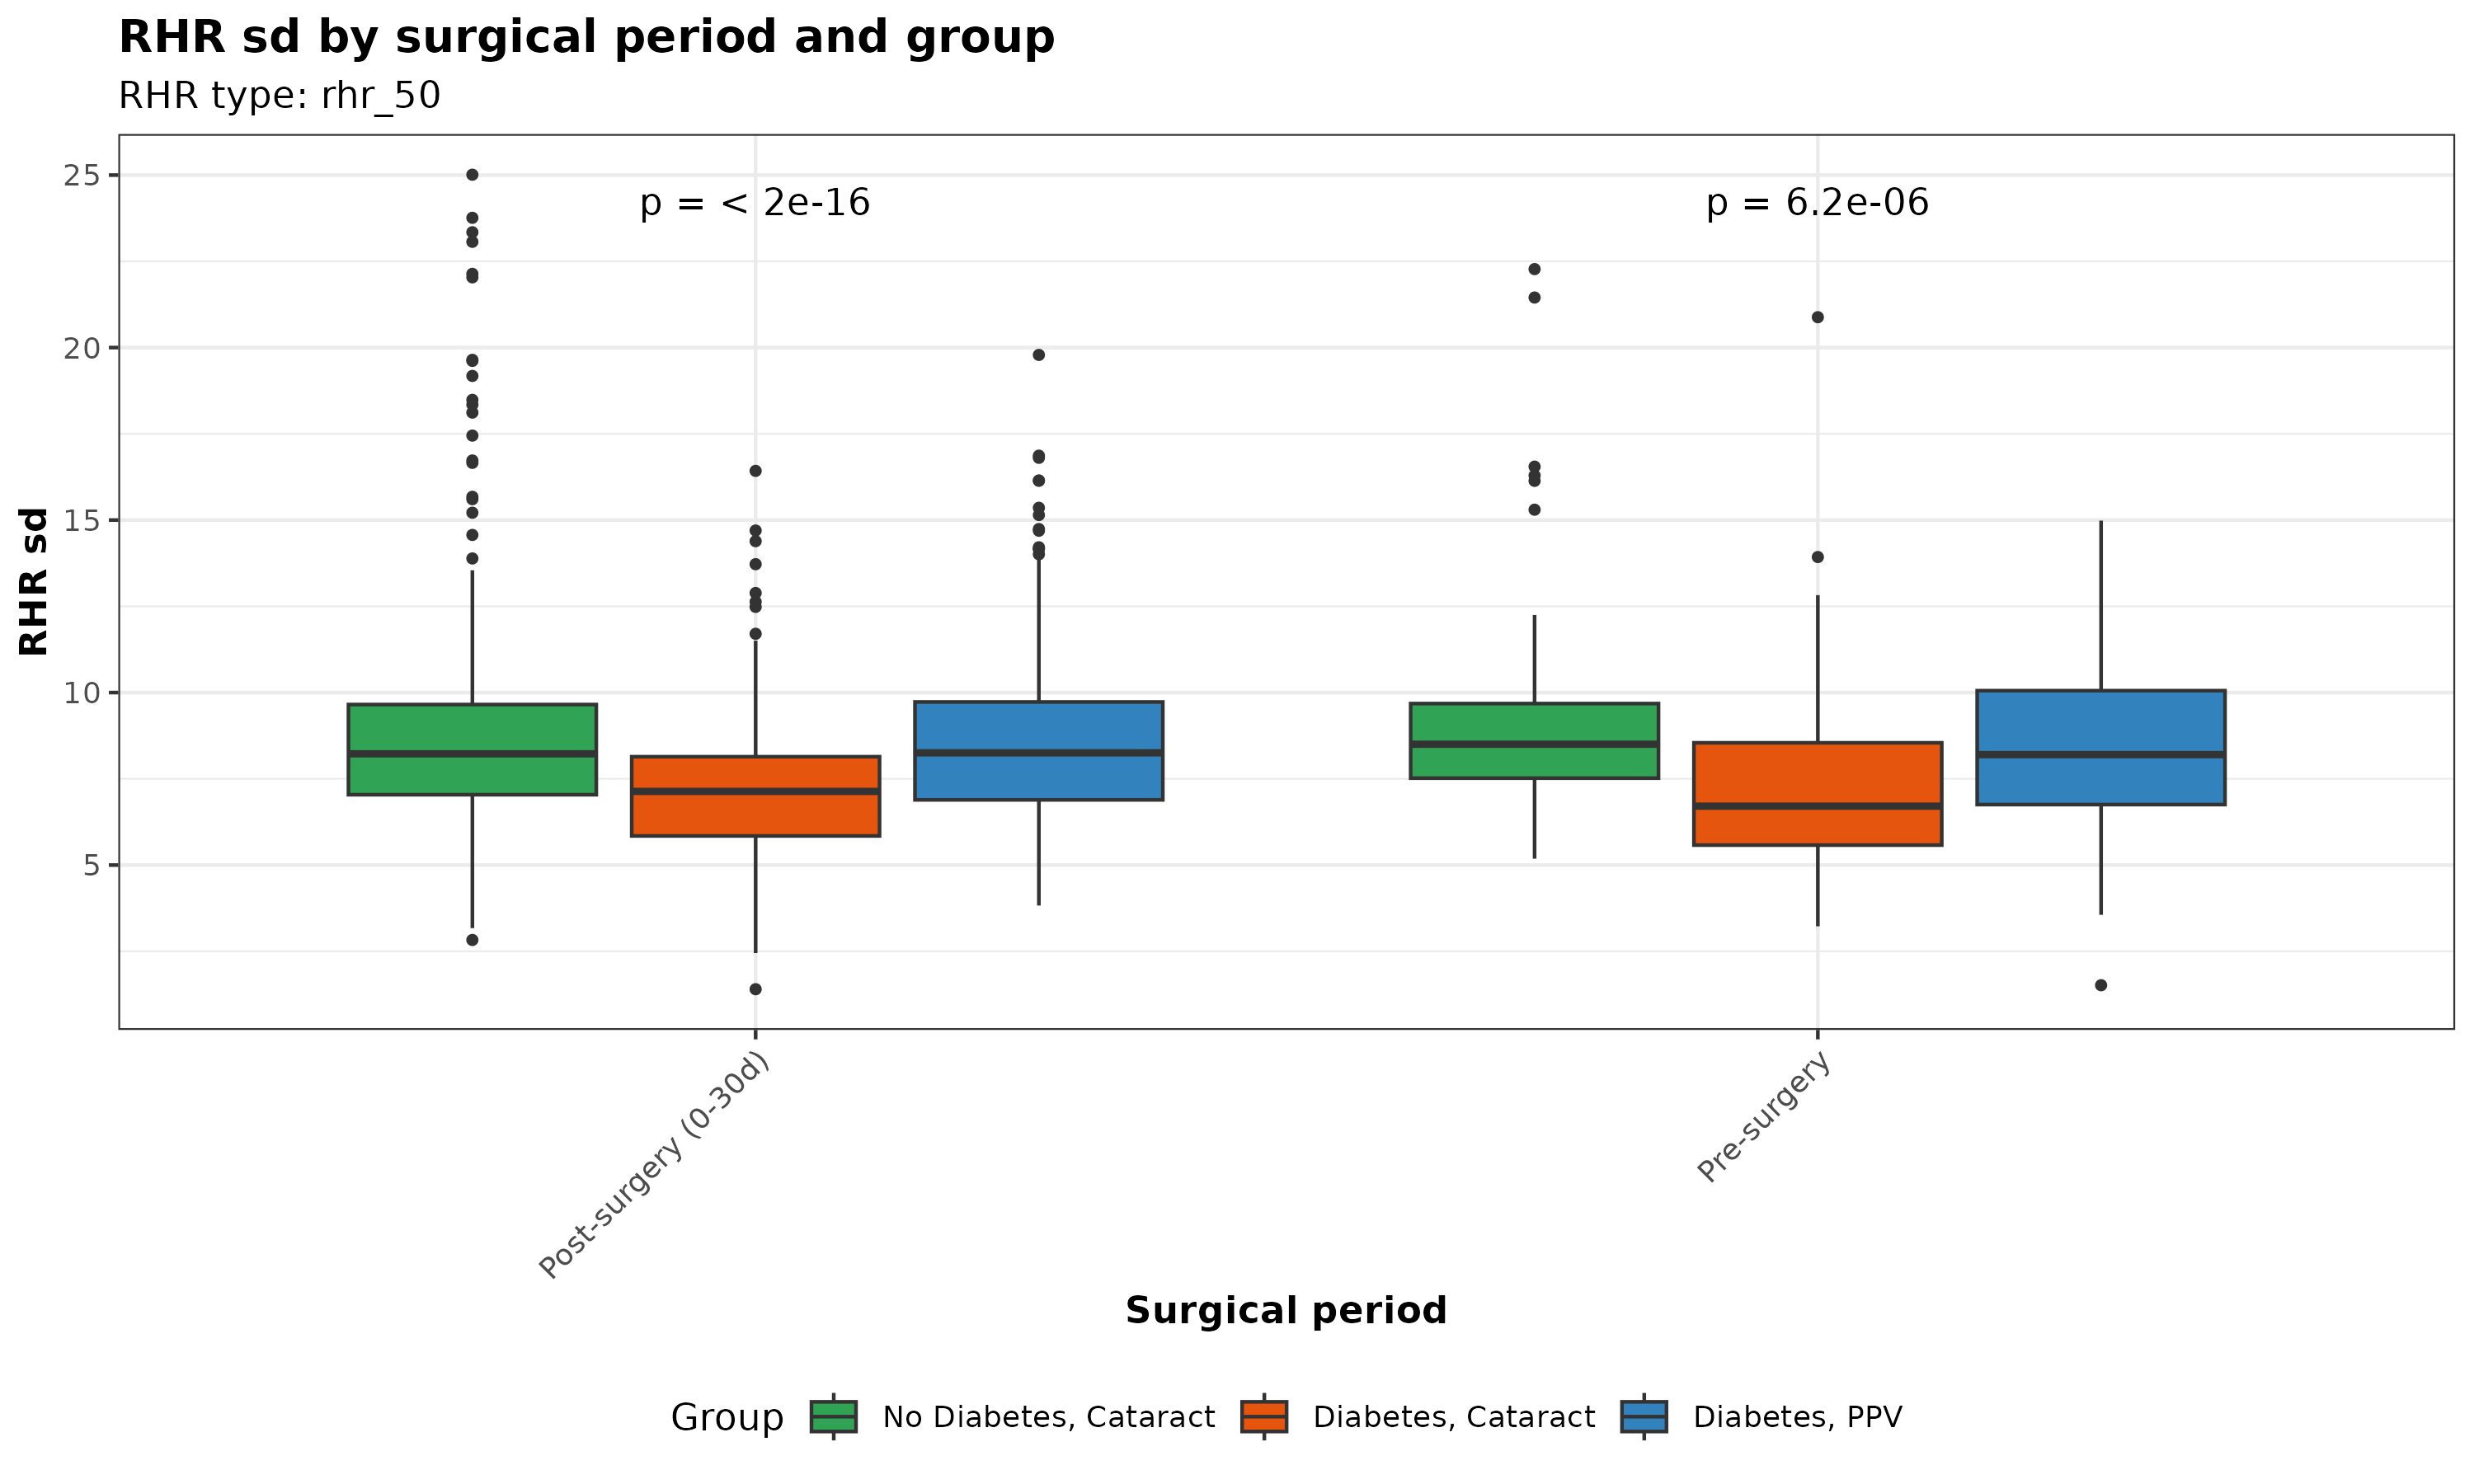 RHR sd by surgical period and group
RHR type: rhr_50
25
20
15
10
5
RHR sd
p = < 2e-16
p = 6.2e-06
Post-surgery (0-30d)
Pre-surgery
Surgical period
Group
No Diabetes, Cataract
Diabetes, Cataract
Diabetes, PPV